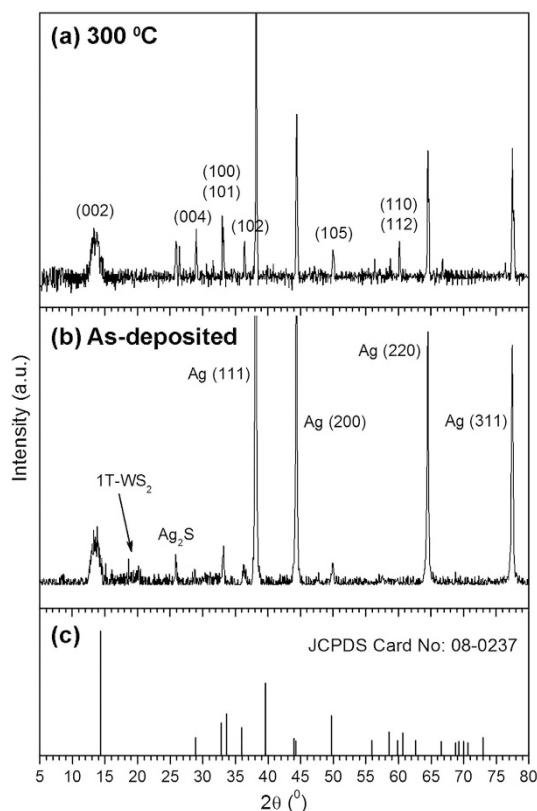 (a) 300 ⁰C
(100)
(101)
(110)
(112)
(002)
(004)
(102)
(105)
(b) As-deposited
Ag (111)
Ag (220)
Ag (200)
Ag (311)
1T-WS₂
Ag₂S
(c)
JCPDS Card No: 08-0237
5 10 15 20 25 30 35 40 45 50 55 60 65 70 75 80
2θ (⁰)
Intensity (a.u.)